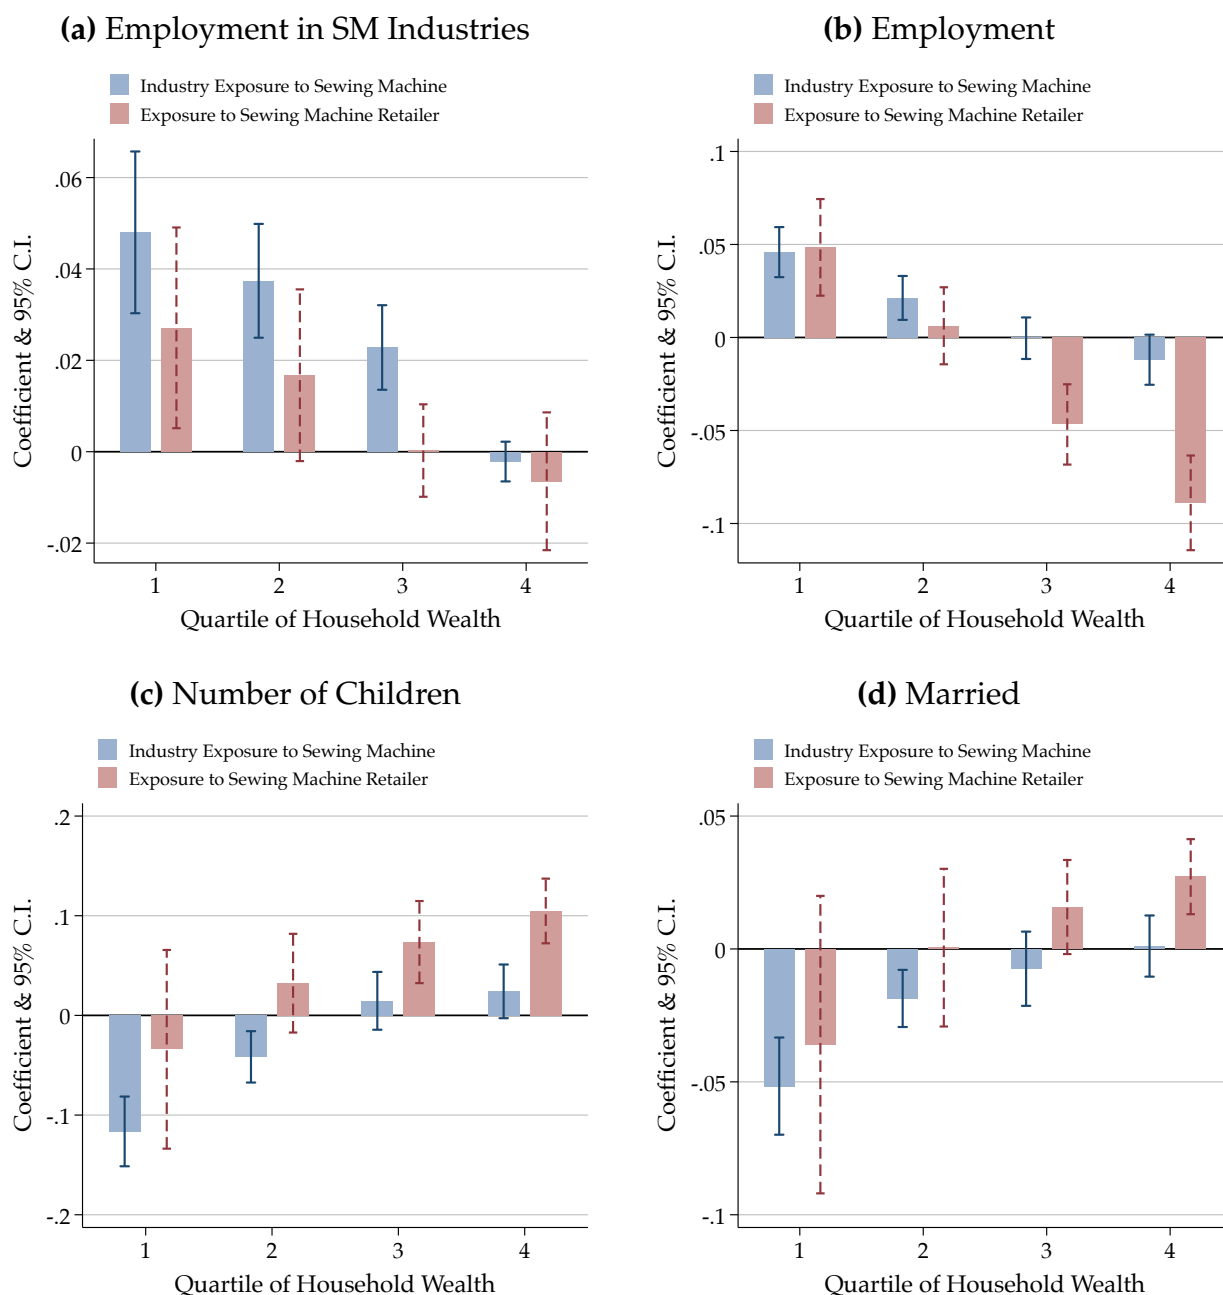 (a) Employment in SM Industries
Industry Exposure to Sewing Machine
Exposure to Sewing Machine Retailer
Coefficient & 95% C.I.
.06
.04
.02
0
-.02
1 2 3 4
Quartile of Household Wealth
(b) Employment
Industry Exposure to Sewing Machine
Exposure to Sewing Machine Retailer
Coefficient & 95% C.I.
.1
.05
0
-.05
-.1
1 2 3 4
Quartile of Household Wealth
(c) Number of Children
Industry Exposure to Sewing Machine
Exposure to Sewing Machine Retailer
Coefficient & 95% C.I.
.2
.1
0
-.1
-.2
1 2 3 4
Quartile of Household Wealth
(d) Married
Industry Exposure to Sewing Machine
Exposure to Sewing Machine Retailer
Coefficient & 95% C.I.
.05
0
-.05
-.1
1 2 3 4
Quartile of Household Wealth